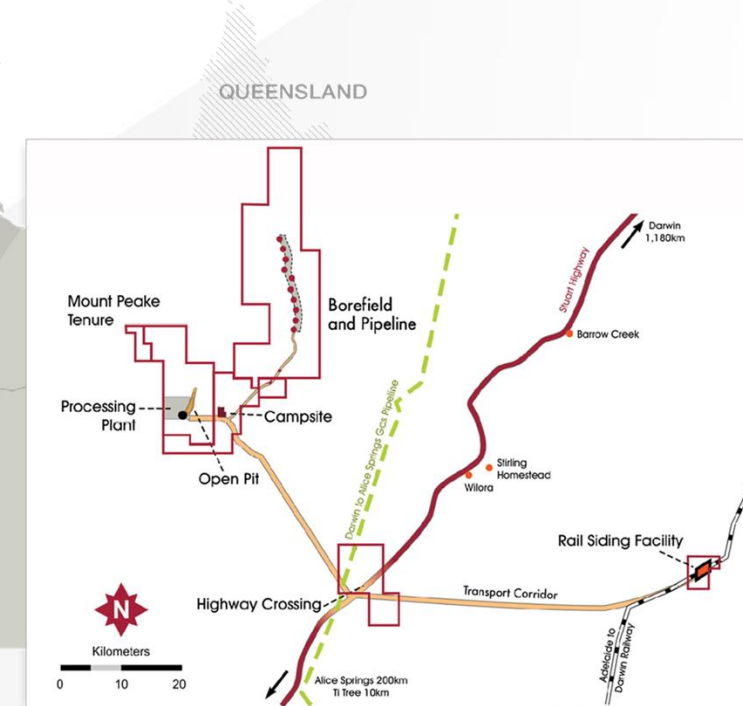 QUEENSLAND
Darwin
1,180km
Stuart Highway
Mount Peake
Tenure
Borefield
and Pipeline
Barrow Creek
Processing
Plant
Campsite
Darwin to Alice Springs Gas Pipeline
Open Pit
Stirling
Homestead
Wilora
Rail Siding Facility
Highway Crossing
Transport Corridor
N
Kilometers
0 10 20
Adelaide to
Darwin Railway
Alice Springs 200km
Ti Tree 10km